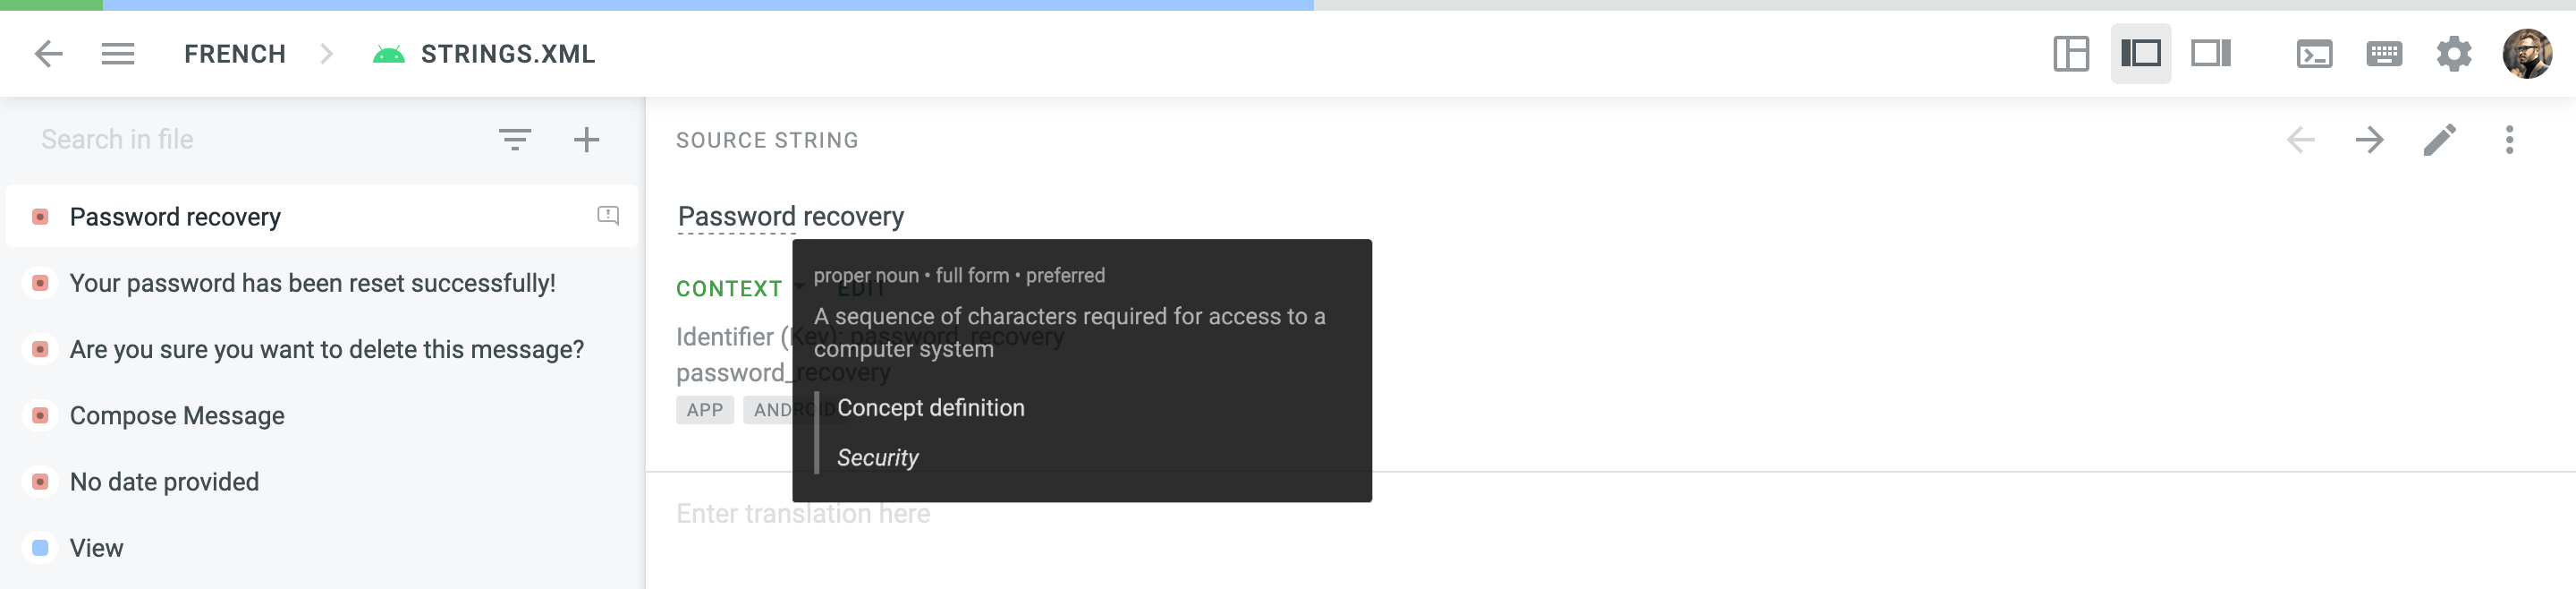 FRENCH
STRINGS.XML
Search in file
Password recovery
Your password has been reset successfully!
Are you sure you want to delete this message?
Compose Message
No date provided
View
SOURCE STRING
Password recovery
proper noun • full form • preferred
CONTEXT EDIT
A sequence of characters required for access to a
Identifier (Key): password_recovery
computer system
password_recovery
APP ANDROID
Concept definition
Security
Enter translation here